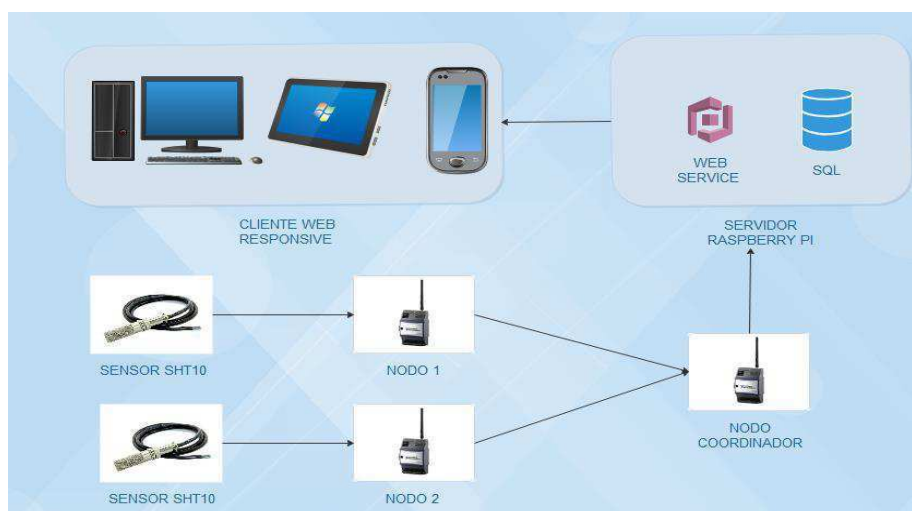 WEB
SERVICE
SQL
CLIENTE WEB
RESPONSIVE
SERVIDOR
RASPBERRY PI
SENSOR SHT10
NODO 1
NODO
COORDINADOR
SENSOR SHT10
NODO 2